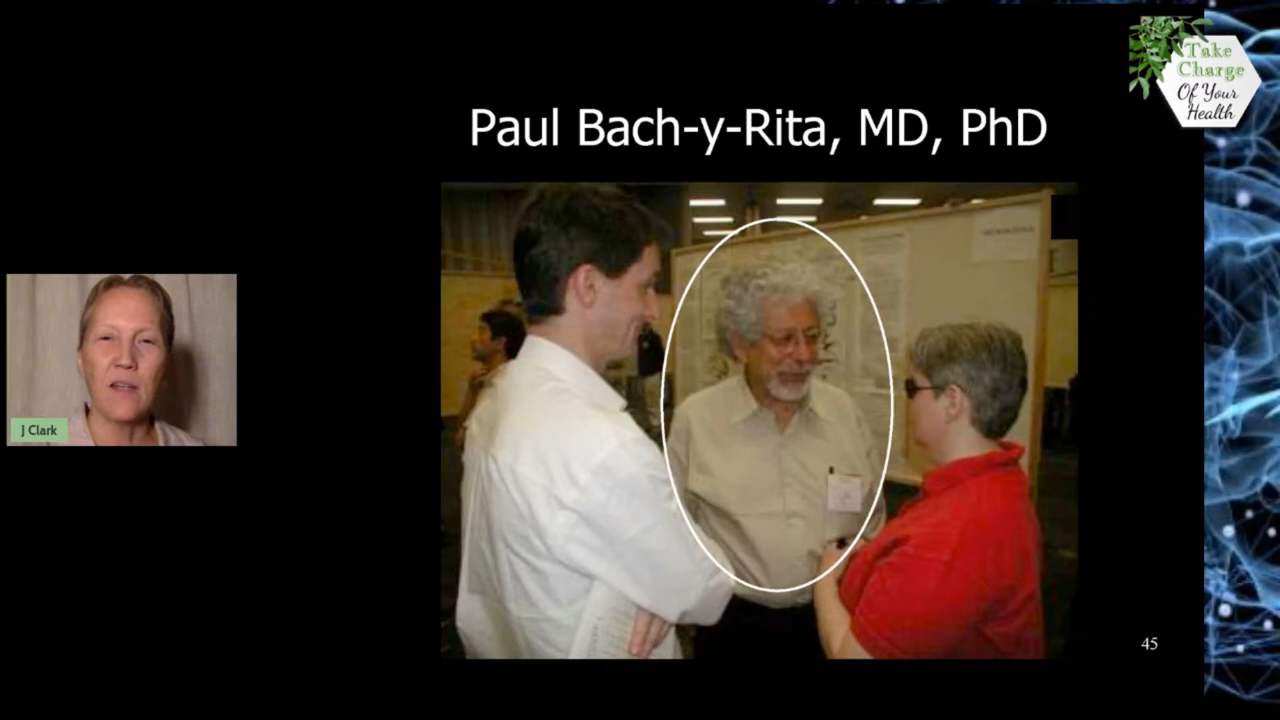 Paul Bach-y-Rita, MD, PhD
Take
Charge
Of Your
Health
J Clark
45